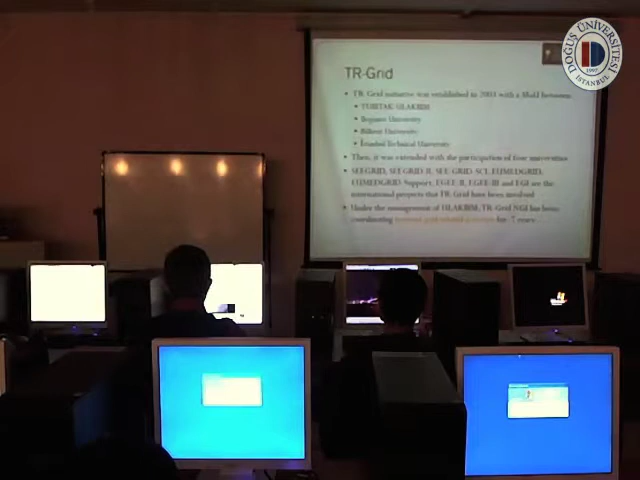 DOĞUŞ ÜNİVERSİTESİ
1997
İSTANBUL
TR-Grid
• TR-Grid initiative was established in 2003 with a MoU between
• TUBITAK-ULAKBIM
• Bogazici University
• Bilkent University
• İstanbul Technical University
• Then, it was extended with the participation of four universities
• SEEGRID, SEEGRID-II, SEE-GRID-SCI, EUMEDGRID,
EUMEDGRID-Support, EGEE-II, EGEE-III and EGI are the
international projects that TR-Grid have been involved
• Under the management of ULAKBIM, TR-Grid NGI has been
coordinating for 7 years